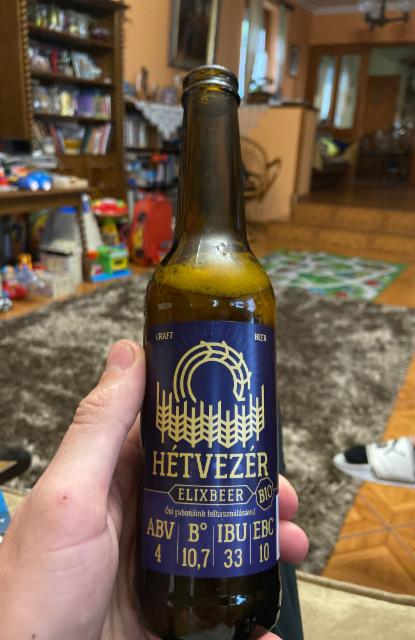 CRAFT BEER
HÉTVEZÉR
ELIXBEER BIO
Ősi gabonáink felhasználásával
ABV B° IBU EBC
4 10,7 33 10